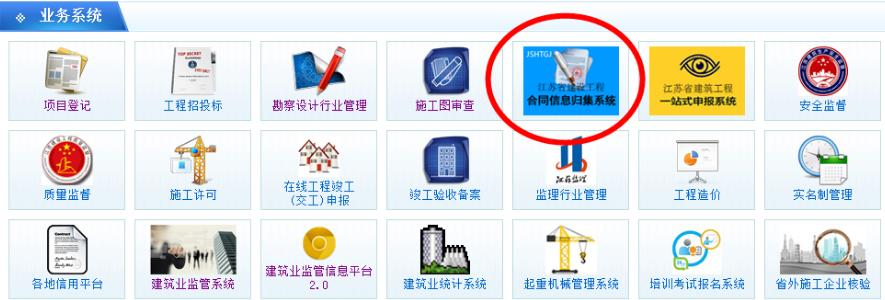 业务系统
项目登记
TOP SECRET
工程招投标
勘察设计行业管理
施工图审查
JSHTGJ
江苏省建设工程
合同信息归集系统
江苏省建筑工程
一站式申报系统
安全监督
质量监督
施工许可
在线工程竣工
(交工)申报
竣工验收备案
江苏监理
监理行业管理
工程造价
实名制管理
Contract
各地信用平台
建筑业监管系统
建筑业监管信息平台
2.0
建筑业统计系统
起重机械管理系统
培训考试报名系统
省外施工企业核验